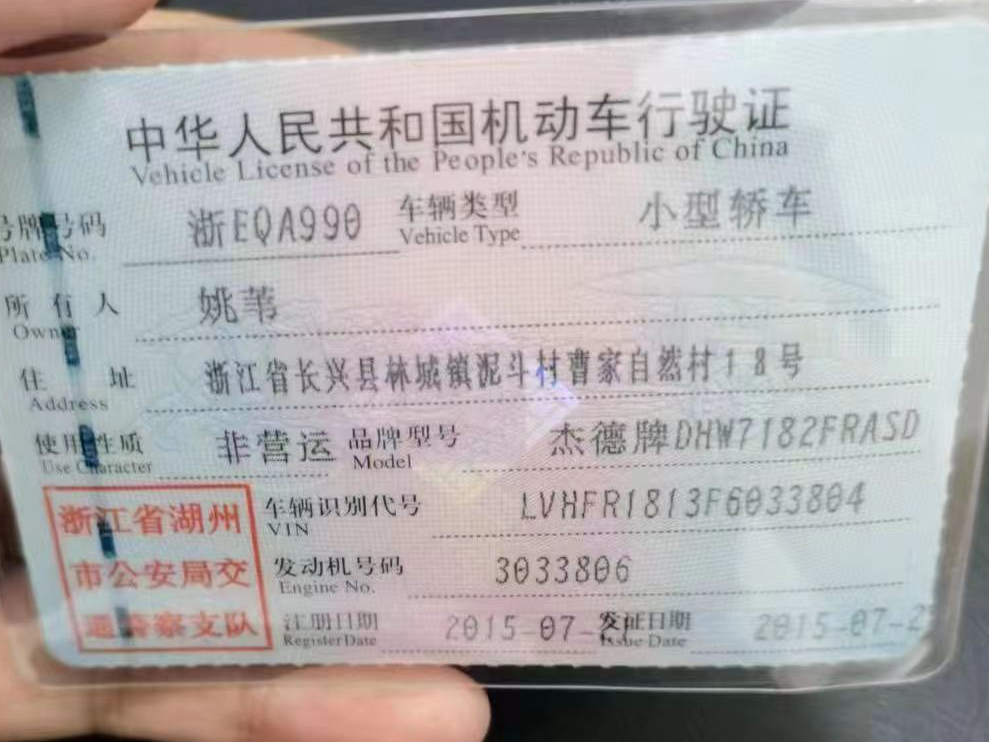 中华人民共和国机动车行驶证
Vehicle License of the People's Republic of China
号牌号码 浙EQA990 车辆类型 小型轿车
Plate No. Vehicle Type
所有人 姚苇
Owner
住址 浙江省长兴县林城镇泥斗村曹家自然村18号
Address
使用性质 非营运 品牌型号 杰德牌DHW7182FRASD
Use Character Model
浙江省湖州
市公安局交
通警察支队
车辆识别代号 LVHFR1813F6033804
VIN
发动机号码 3033806
Engine No.
注册日期 2015-07- 发证日期 2015-07-2
Register Date Issue Date